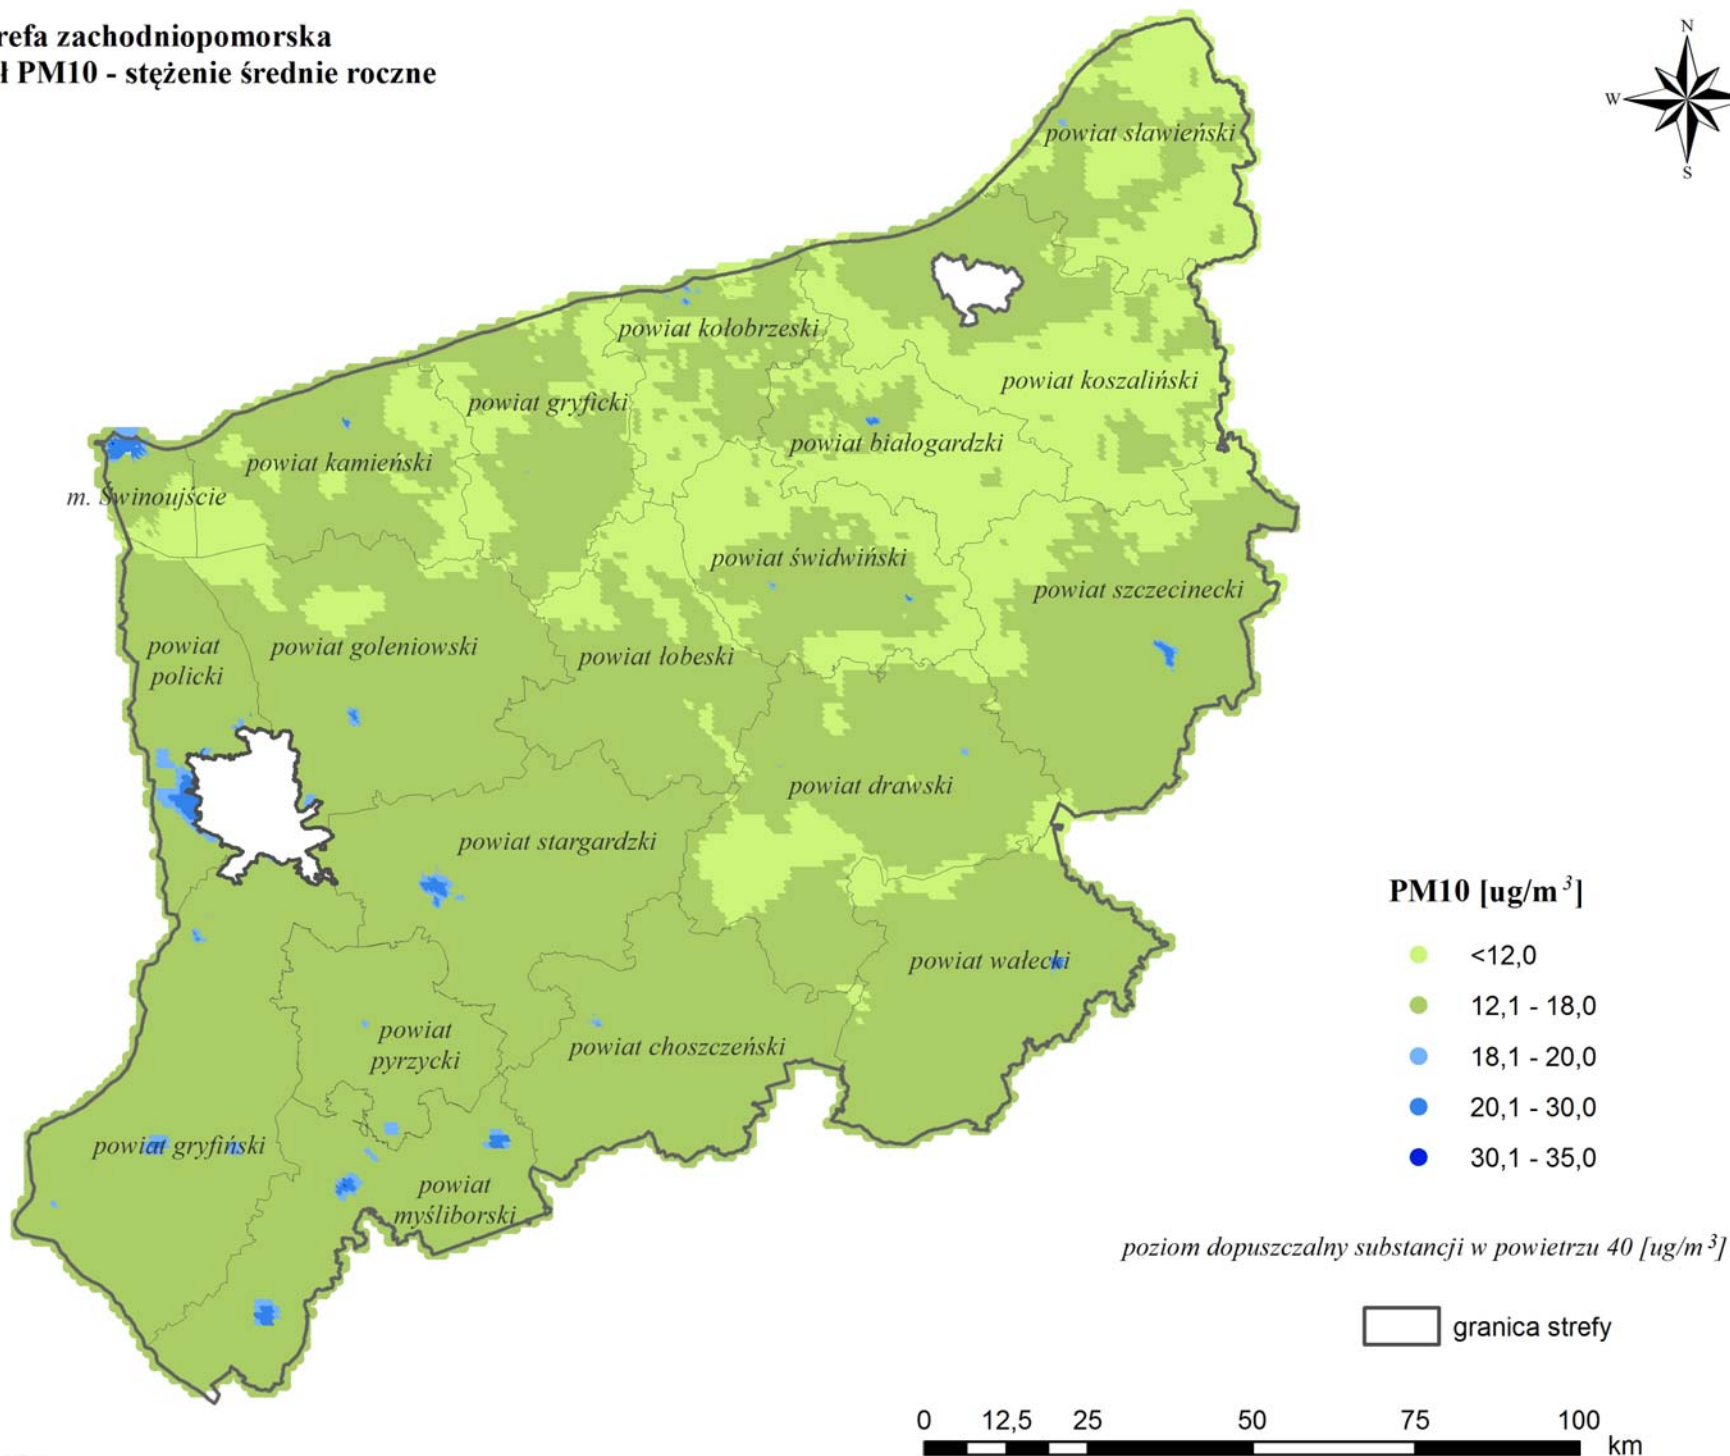 refa zachodniopomorska
ł PM10 - stężenie średnie roczne
N
W
S
powiat sławieński
powiat kołobrzeski
powiat koszaliński
powiat gryficki
powiat białogardzki
powiat kamieński
m. Świnoujście
powiat świdwiński
powiat szczecinecki
powiat
policki
powiat goleniowski
powiat łobeski
powiat drawski
powiat stargardzki
powiat wałecki
powiat
pyrzycki
powiat choszczeński
powiat gryfiński
powiat
myśliborski
PM10 [ug/m³]
<12,0
12,1 - 18,0
18,1 - 20,0
20,1 - 30,0
30,1 - 35,0
poziom dopuszczalny substancji w powietrzu 40 [ug/m³]
granica strefy
0 12,5 25 50 75 100
km